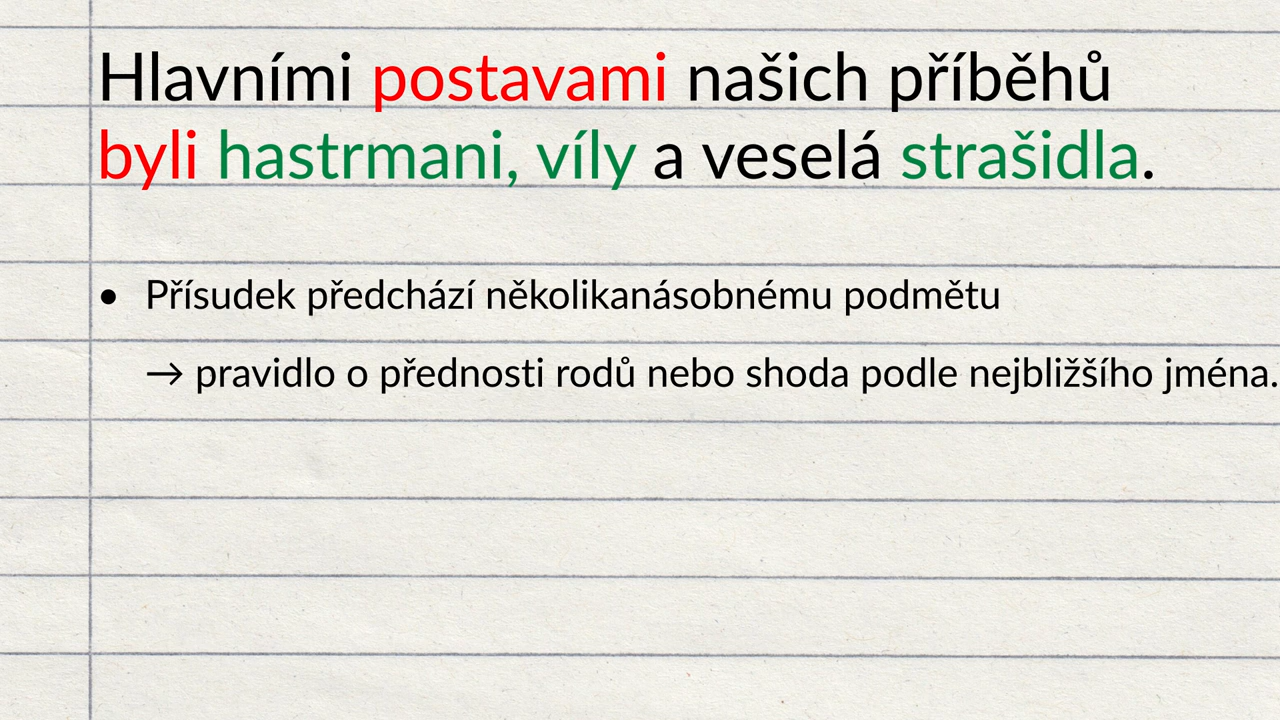 Hlavními postavami našich příběhů
byli hastrmani, víly a veselá strašidla.
• Přísudek předchází několikanásobnému podmětu
→ pravidlo o přednosti rodů nebo shoda podle nejbližšího jména.